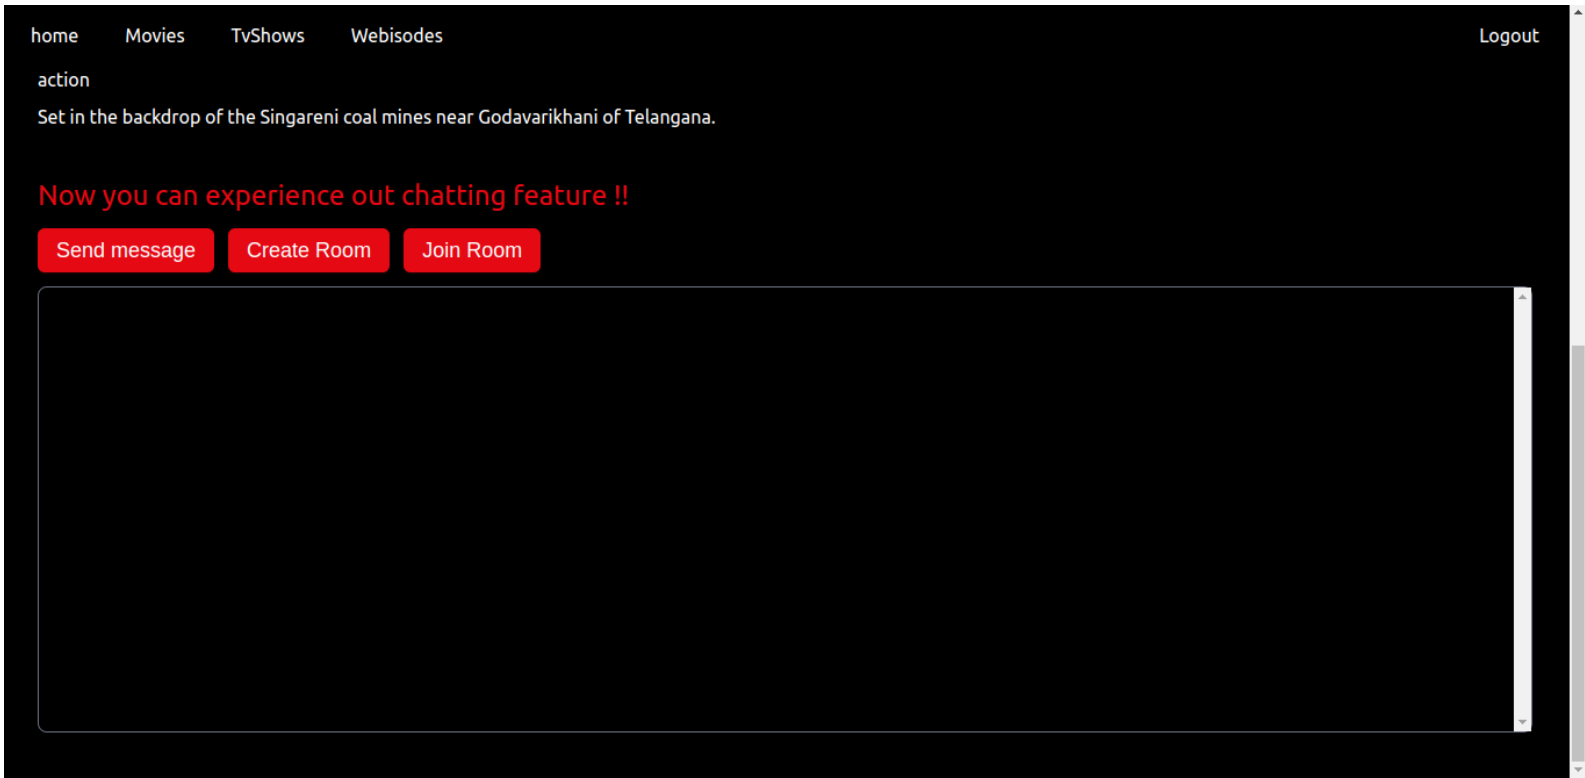 home Movies TvShows Webisodes Logout
action
Set in the backdrop of the Singareni coal mines near Godavarikhani of Telangana.
Now you can experience out chatting feature !!
Send message Create Room Join Room